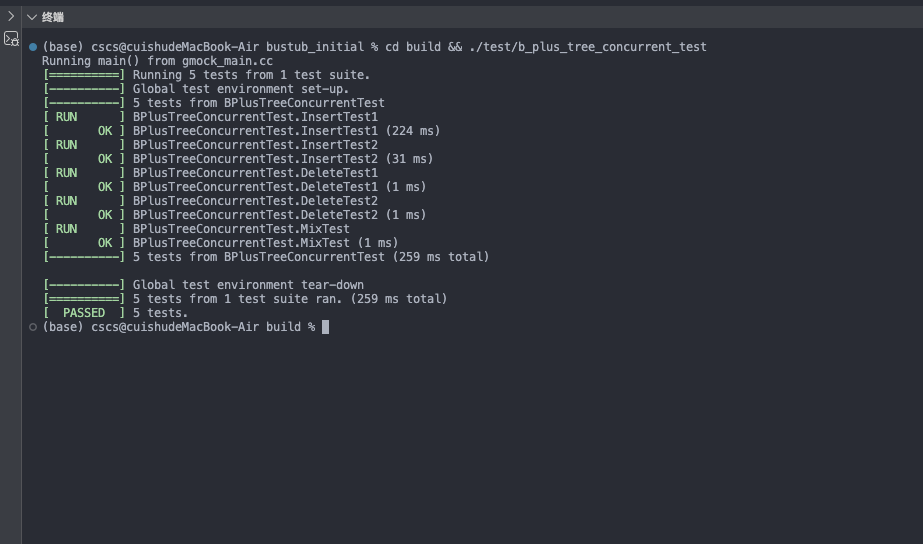 终端
(base) cscs@cuishudeMacBook-Air bustub_initial % cd build && ./test/b_plus_tree_concurrent_test
Running main() from gmock_main.cc
[==========] Running 5 tests from 1 test suite.
[----------] Global test environment set-up.
[----------] 5 tests from BPlusTreeConcurrentTest
[ RUN      ] BPlusTreeConcurrentTest.InsertTest1
[       OK ] BPlusTreeConcurrentTest.InsertTest1 (224 ms)
[ RUN      ] BPlusTreeConcurrentTest.InsertTest2
[       OK ] BPlusTreeConcurrentTest.InsertTest2 (31 ms)
[ RUN      ] BPlusTreeConcurrentTest.DeleteTest1
[       OK ] BPlusTreeConcurrentTest.DeleteTest1 (1 ms)
[ RUN      ] BPlusTreeConcurrentTest.DeleteTest2
[       OK ] BPlusTreeConcurrentTest.DeleteTest2 (1 ms)
[ RUN      ] BPlusTreeConcurrentTest.MixTest
[       OK ] BPlusTreeConcurrentTest.MixTest (1 ms)
[----------] 5 tests from BPlusTreeConcurrentTest (259 ms total)
[----------] Global test environment tear-down
[==========] 5 tests from 1 test suite ran. (259 ms total)
[  PASSED  ] 5 tests.
(base) cscs@cuishudeMacBook-Air build %